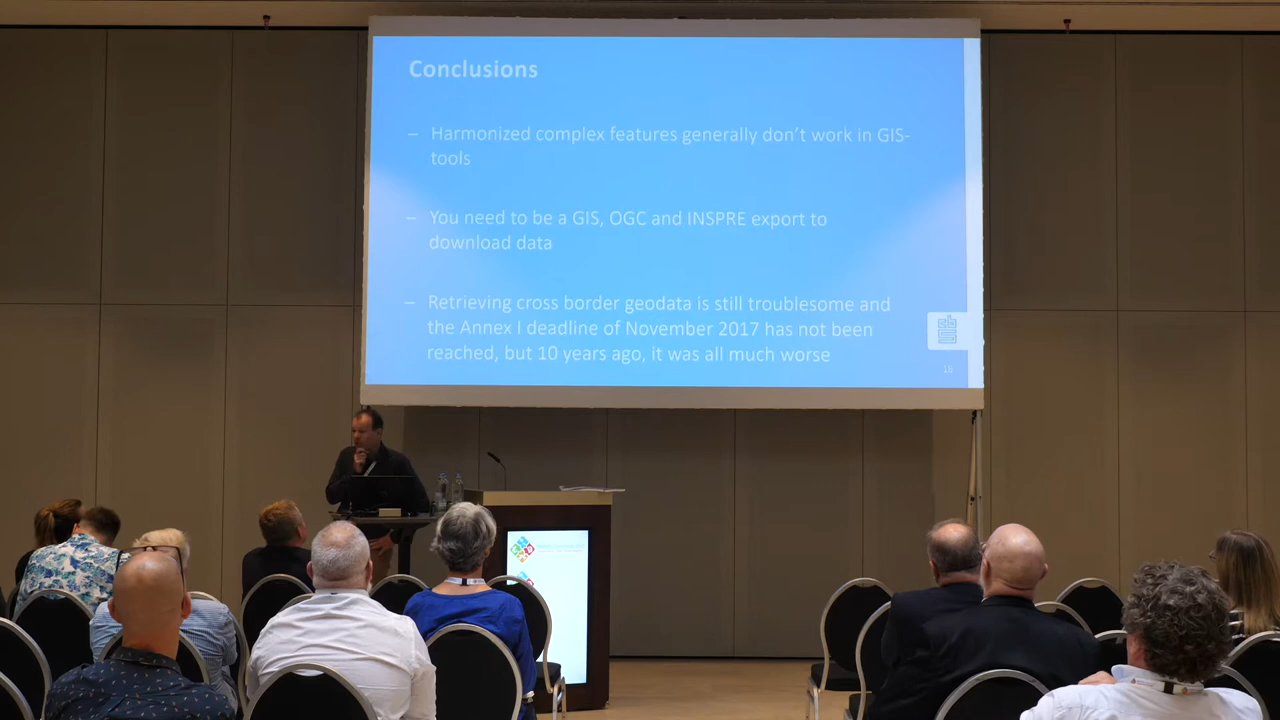 Conclusions
– Harmonized complex features generally don't work in GIS-
tools
– You need to be a GIS, OGC and INSPRE export to
download data
– Retrieving cross border geodata is still troublesome and
the Annex I deadline of November 2017 has not been
reached, but 10 years ago, it was all much worse
18